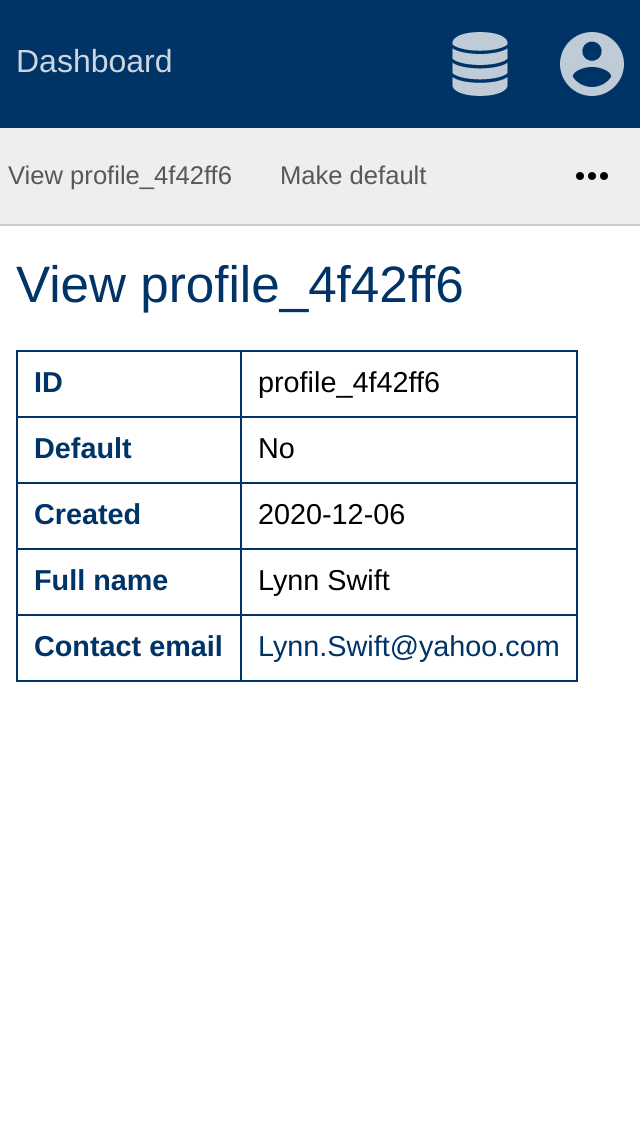 Dashboard
View profile_4f42ff6 Make default
View profile_4f42ff6
ID profile_4f42ff6
Default No
Created 2020-12-06
Full name Lynn Swift
Contact email Lynn.Swift@yahoo.com